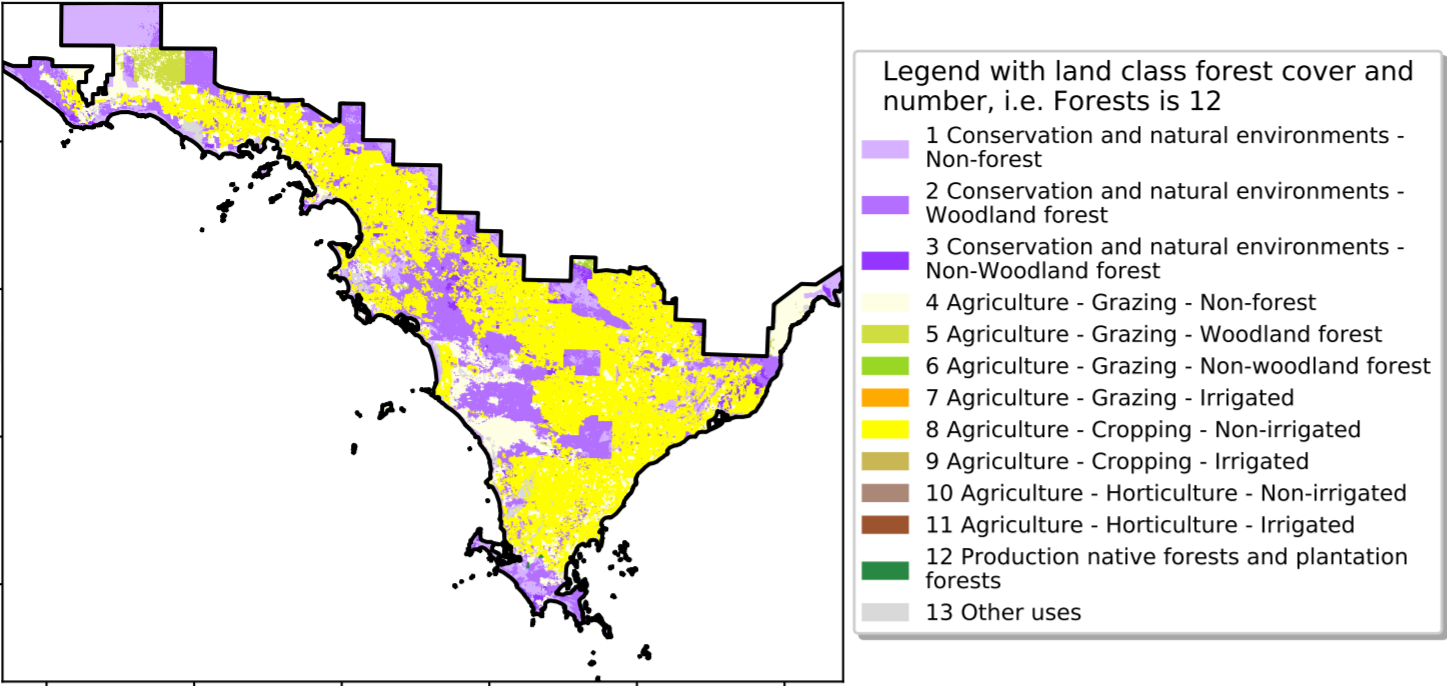 Legend with land class forest cover and
number, i.e. Forests is 12
1 Conservation and natural environments -
Non-forest
2 Conservation and natural environments -
Woodland forest
3 Conservation and natural environments -
Non-Woodland forest
4 Agriculture - Grazing - Non-forest
5 Agriculture - Grazing - Woodland forest
6 Agriculture - Grazing - Non-woodland forest
7 Agriculture - Grazing - Irrigated
8 Agriculture - Cropping - Non-irrigated
9 Agriculture - Cropping - Irrigated
10 Agriculture - Horticulture - Non-irrigated
11 Agriculture - Horticulture - Irrigated
12 Production native forests and plantation
forests
13 Other uses